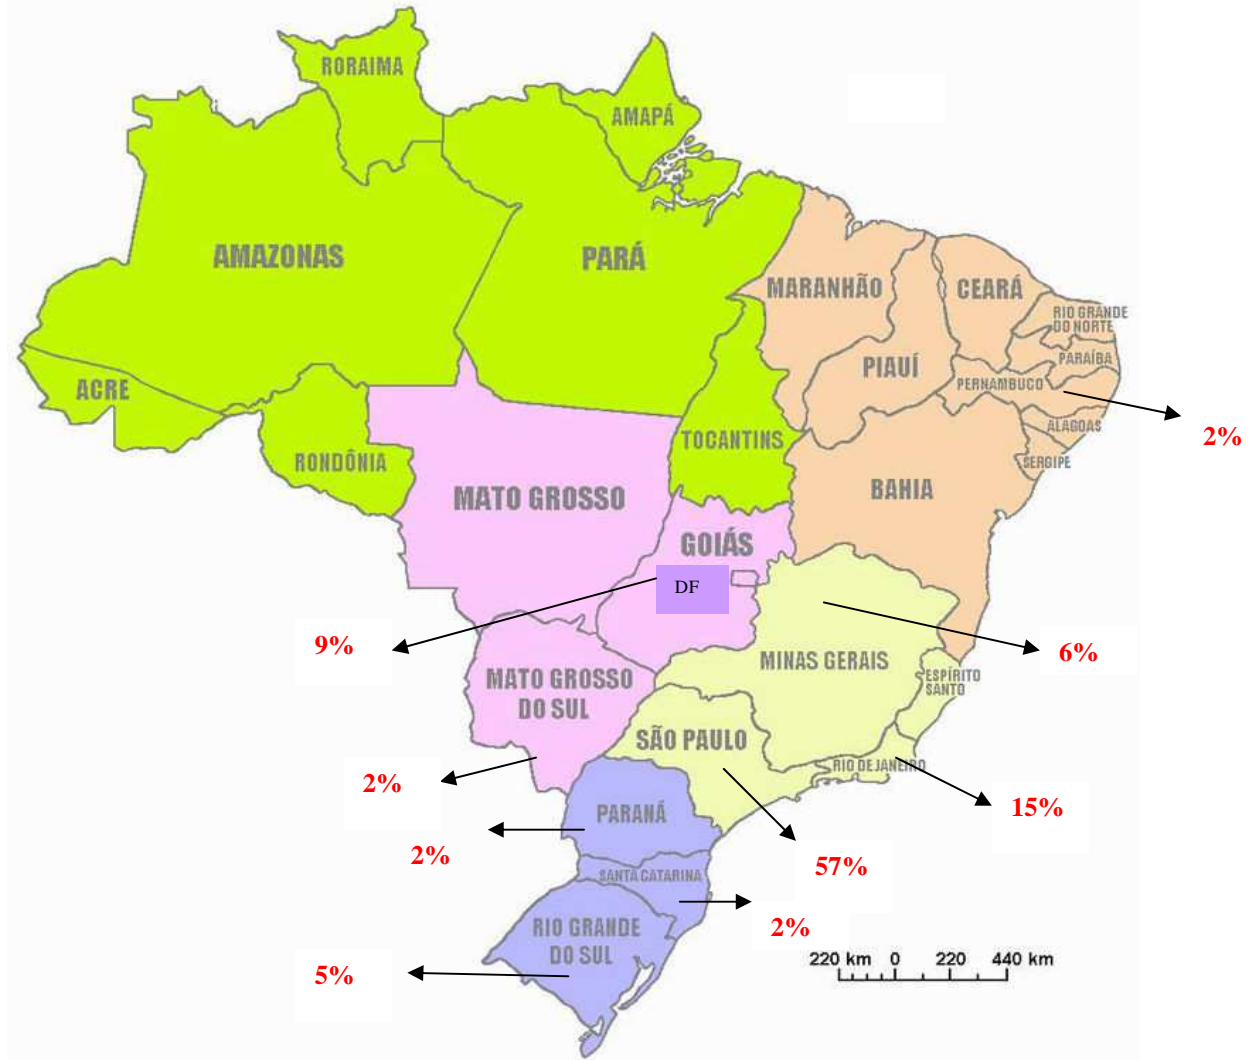 RORAIMA
AMAPÁ
AMAZONAS
PARÁ
MARANHÃO
CEARÁ
RIO GRANDE
DO NORTE
PARAÍBA
PIAUÍ
PERNAMBUCO
ACRE
2%
ALAGOAS
TOCANTINS
RONDÔNIA
SERGIPE
BAHIA
MATO GROSSO
GOIÁS
DF
9%
6%
MINAS GERAIS
ESPÍRITO
SANTO
MATO GROSSO
DO SUL
SÃO PAULO
RIO DE JANEIRO
2%
15%
PARANÁ
2%
57%
SANTA CATARINA
2%
RIO GRANDE
DO SUL
5%
220 km 0 220 440 km